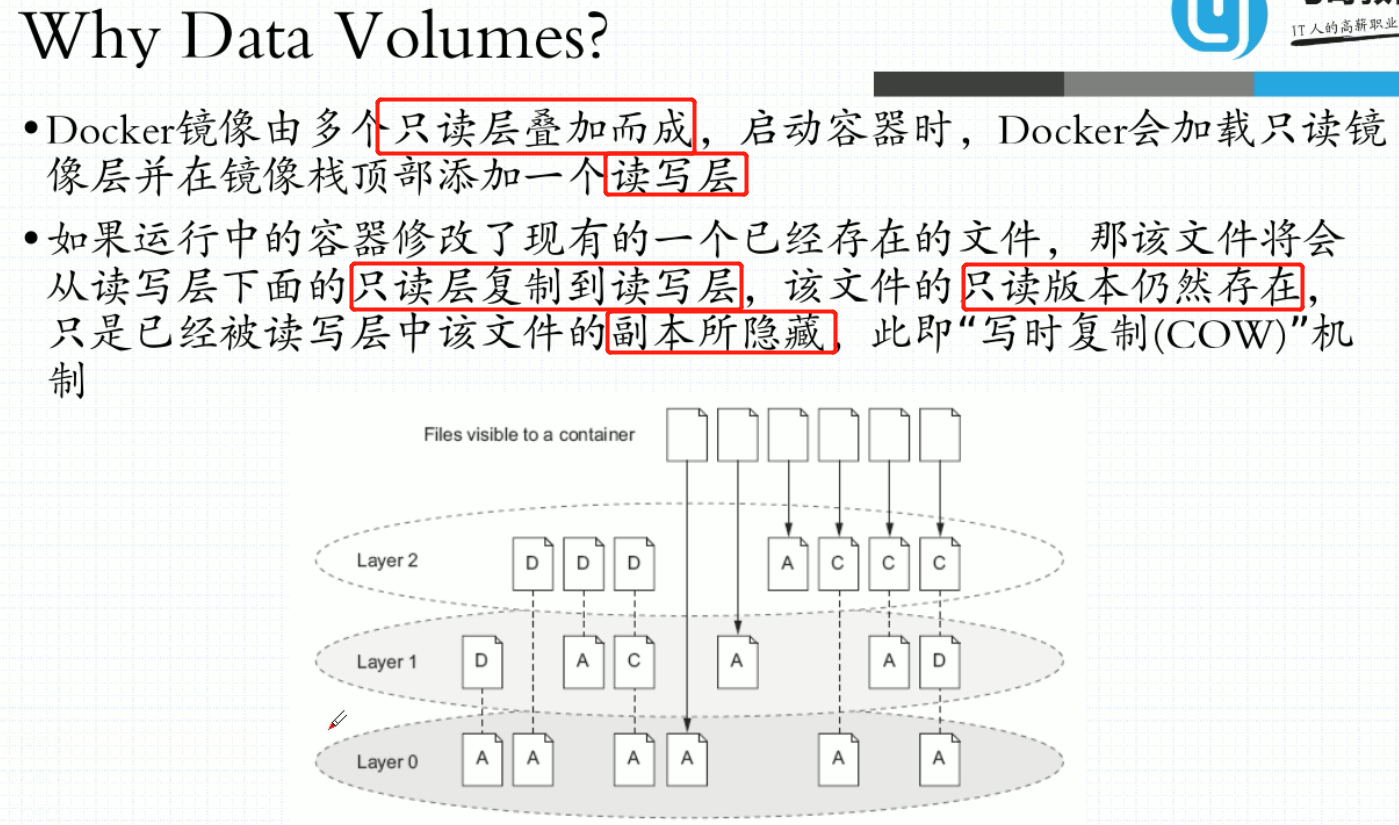 Why Data Volumes?
IT人的高薪职业
•Docker镜像由多个只读层叠加而成，启动容器时，Docker会加载只读镜
像层并在镜像栈顶部添加一个读写层
•如果运行中的容器修改了现有的一个已经存在的文件，那该文件将会
从读写层下面的只读层复制到读写层，该文件的只读版本仍然存在，
只是已经被读写层中该文件的副本所隐藏，此即“写时复制(COW)”机
制
Files visible to a container
Layer 2 D D D A C C C
Layer 1 D A C A A D
Layer 0 A A A A A A